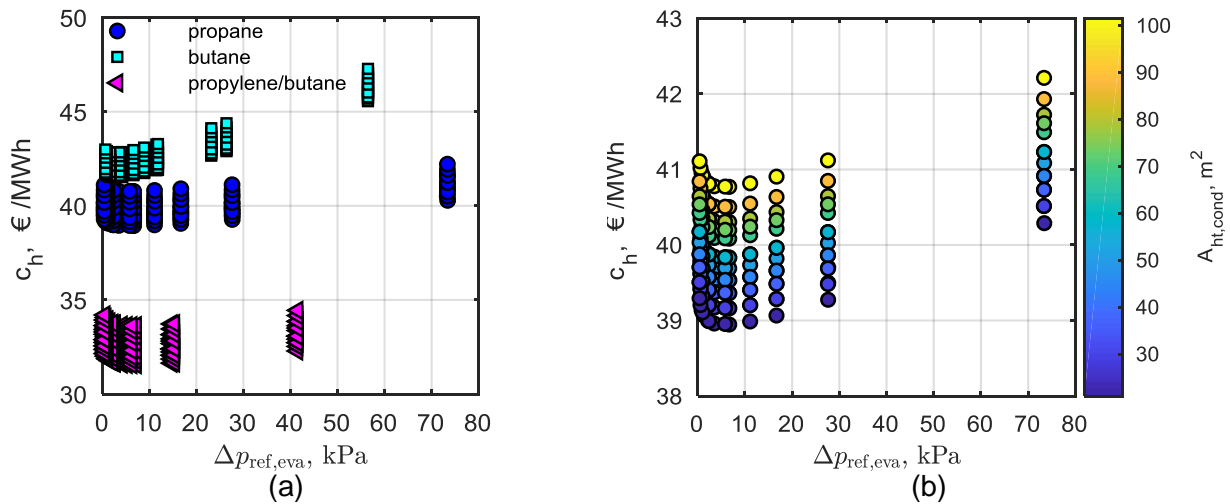 50
45
40
35
30
c_h, € /MWh
propane
butane
propylene/butane
0 10 20 30 40 50 60 70 80
Δp_ref,eva, kPa
(a)
43
42
41
40
39
38
c_h, € /MWh
0 10 20 30 40 50 60 70 80
Δp_ref,eva, kPa
(b)
100
90
80
70
60
50
40
30
A_ht,cond, m²